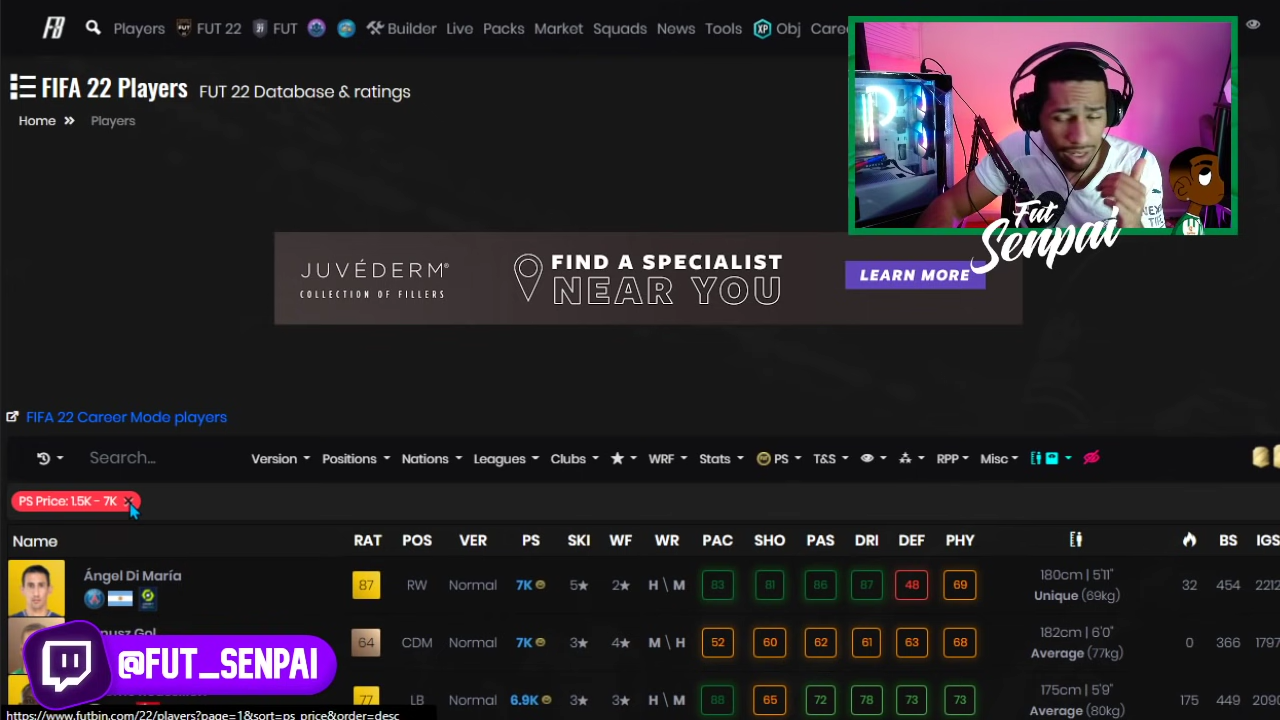 FB Players FUT 22 FUT Builder Live Packs Market Squads News Tools XP Obj Caree
FIFA 22 Players FUT 22 Database & ratings
Home Players
Fut
Senpai
JUVÉDERM® COLLECTION OF FILLERS
FIND A SPECIALIST
NEAR YOU
LEARN MORE
FIFA 22 Career Mode players
Search... Version Positions Nations Leagues Clubs WRF Stats PS T&S RPP Misc
PS Price: 1.5K - 7K
Name RAT POS VER PS SKI WF WR PAC SHO PAS DRI DEF PHY BS IGS
Ángel Di María 87 RW Normal 7K 5★ 2★ H \ M 83 81 86 87 48 69 180cm | 5'11" 32 454 2212
Unique (69kg)
Gol 64 CDM Normal 7K 3★ 4★ M \ H 52 60 62 61 63 68 182cm | 6'0" 0 366 1797
Average (77kg)
@FUT_SENPAI
77 LB Normal 6.9K 3★ 3★ H \ M 88 65 72 78 73 73 175cm | 5'9" 175 449
Average (80kg)
https://www.futbin.com/22/players?page=1&sort=ps_price&order=desc